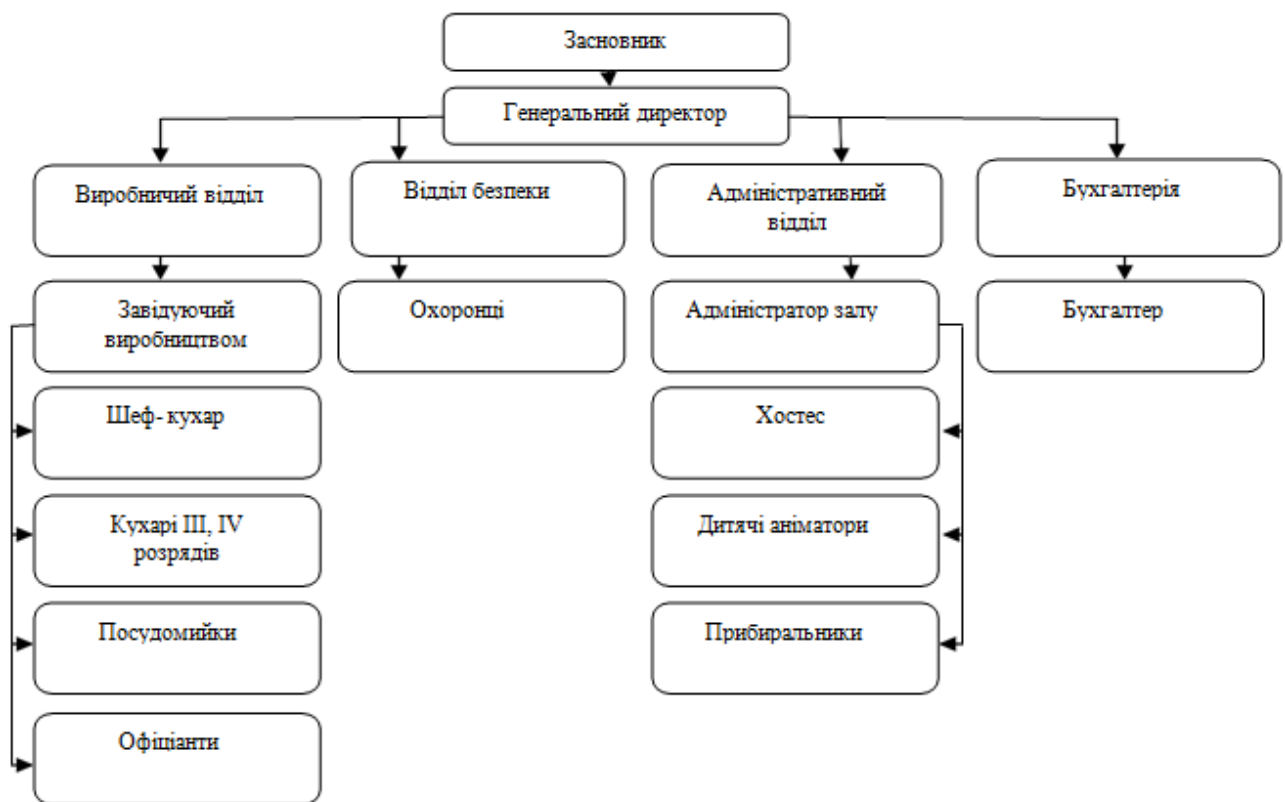 Засновник
Генеральний директор
Виробничий відділ
Відділ безпеки
Адміністративний
відділ
Бухгалтерія
Завідуючий
виробництвом
Охоронці
Адміністратор залу
Бухгалтер
Шеф- кухар
Хостес
Кухарі III, IV
розрядів
Дитячі аніматори
Посудомийки
Прибиральники
Офіціанти